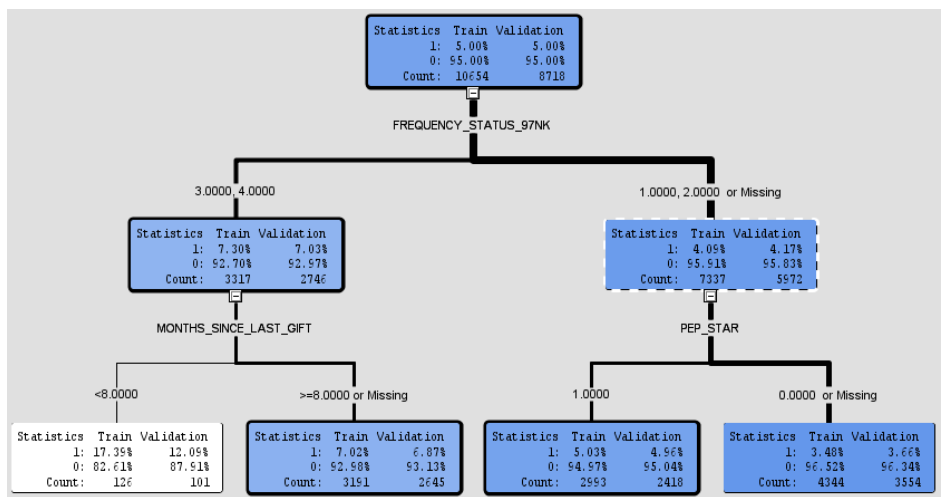 Statistics Train Validation
1: 5.00% 5.00%
0: 95.00% 95.00%
Count: 10654 8718
FREQUENCY_STATUS_97NK
3.0000, 4.0000
1.0000, 2.0000 or Missing
Statistics Train Validation
1: 7.30% 7.03%
0: 92.70% 92.97%
Count: 3317 2746
Statistics Train Validation
1: 4.09% 4.17%
0: 95.91% 95.83%
Count: 7337 5972
MONTHS_SINCE_LAST_GIFT
PEP_STAR
<8.0000
>=8.0000 or Missing
1.0000
0.0000 or Missing
Statistics Train Validation
1: 17.39% 12.09%
0: 82.61% 87.91%
Count: 126 101
Statistics Train Validation
1: 7.02% 6.87%
0: 92.98% 93.13%
Count: 3191 2645
Statistics Train Validation
1: 5.03% 4.96%
0: 94.97% 95.04%
Count: 2993 2418
Statistics Train Validation
1: 3.48% 3.66%
0: 96.52% 96.34%
Count: 4344 3554